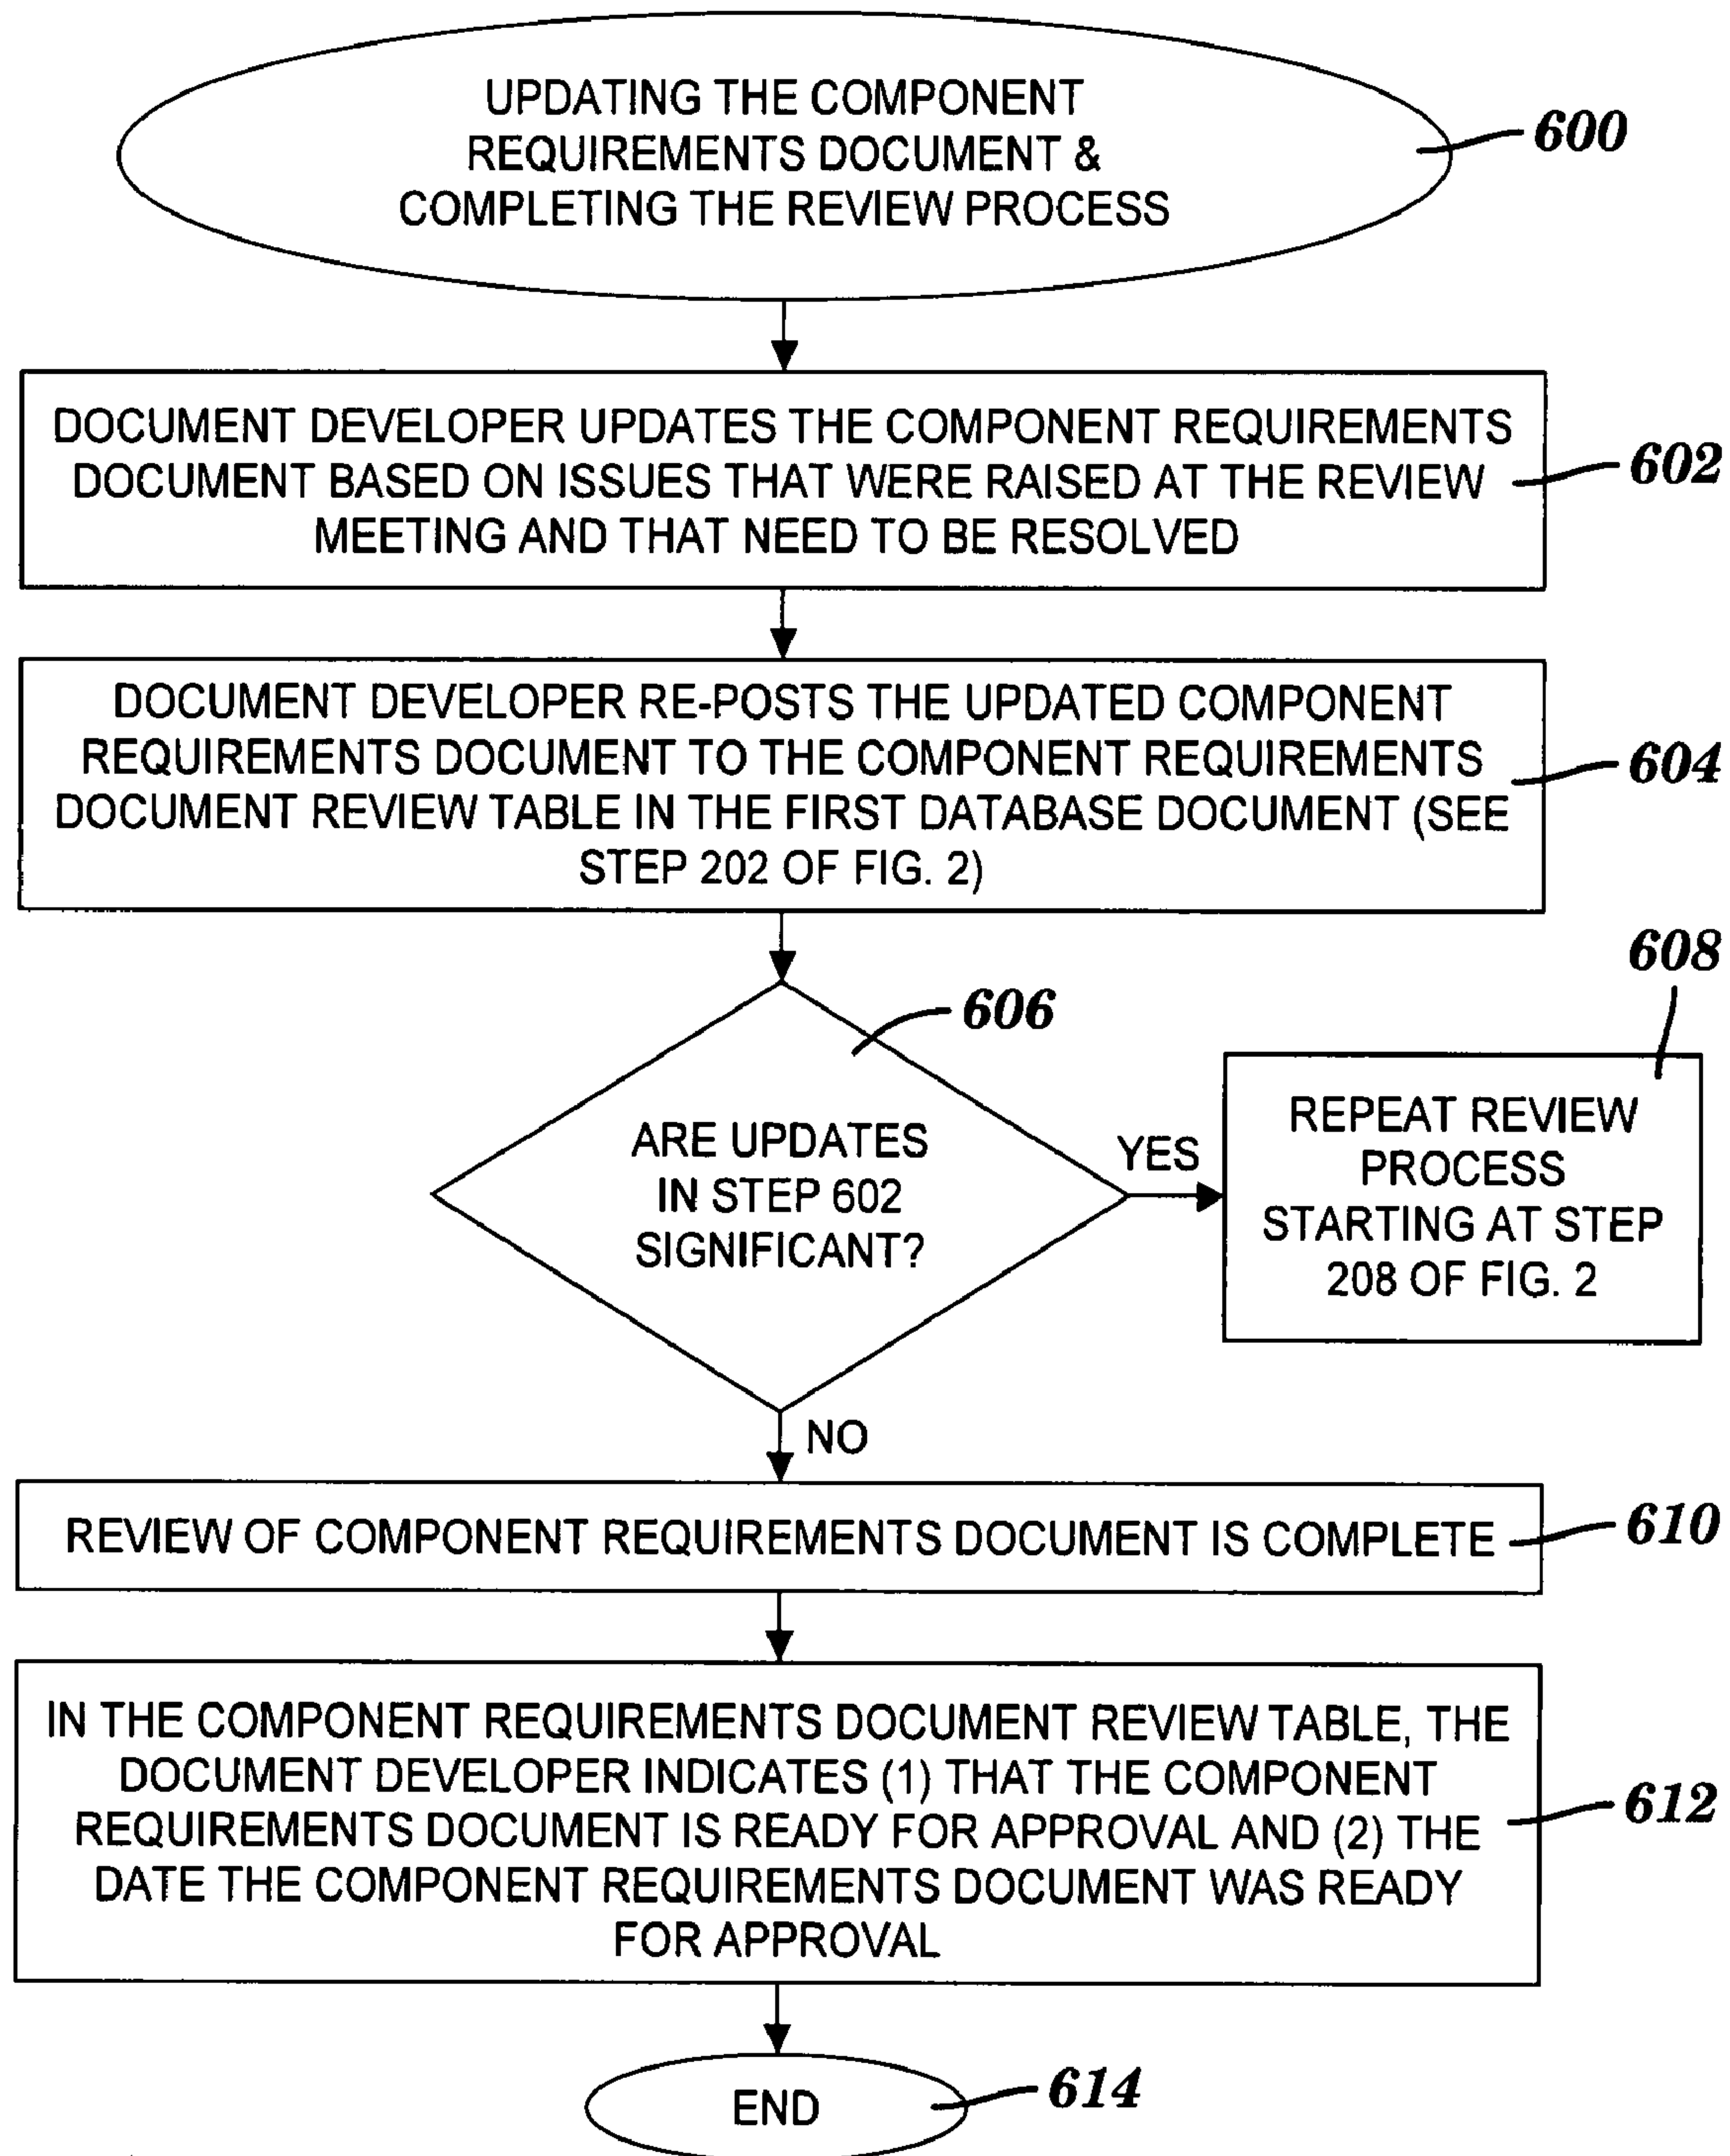 UPDATING THE COMPONENT
REQUIREMENTS DOCUMENT &
COMPLETING THE REVIEW PROCESS
600
DOCUMENT DEVELOPER UPDATES THE COMPONENT REQUIREMENTS
DOCUMENT BASED ON ISSUES THAT WERE RAISED AT THE REVIEW
MEETING AND THAT NEED TO BE RESOLVED
602
DOCUMENT DEVELOPER RE-POSTS THE UPDATED COMPONENT
REQUIREMENTS DOCUMENT TO THE COMPONENT REQUIREMENTS
DOCUMENT REVIEW TABLE IN THE FIRST DATABASE DOCUMENT (SEE
STEP 202 OF FIG. 2)
604
606
ARE UPDATES
IN STEP 602
SIGNIFICANT?
YES
608
REPEAT REVIEW
PROCESS
STARTING AT STEP
208 OF FIG. 2
NO
REVIEW OF COMPONENT REQUIREMENTS DOCUMENT IS COMPLETE
610
IN THE COMPONENT REQUIREMENTS DOCUMENT REVIEW TABLE, THE
DOCUMENT DEVELOPER INDICATES (1) THAT THE COMPONENT
REQUIREMENTS DOCUMENT IS READY FOR APPROVAL AND (2) THE
DATE THE COMPONENT REQUIREMENTS DOCUMENT WAS READY
FOR APPROVAL
612
END
614